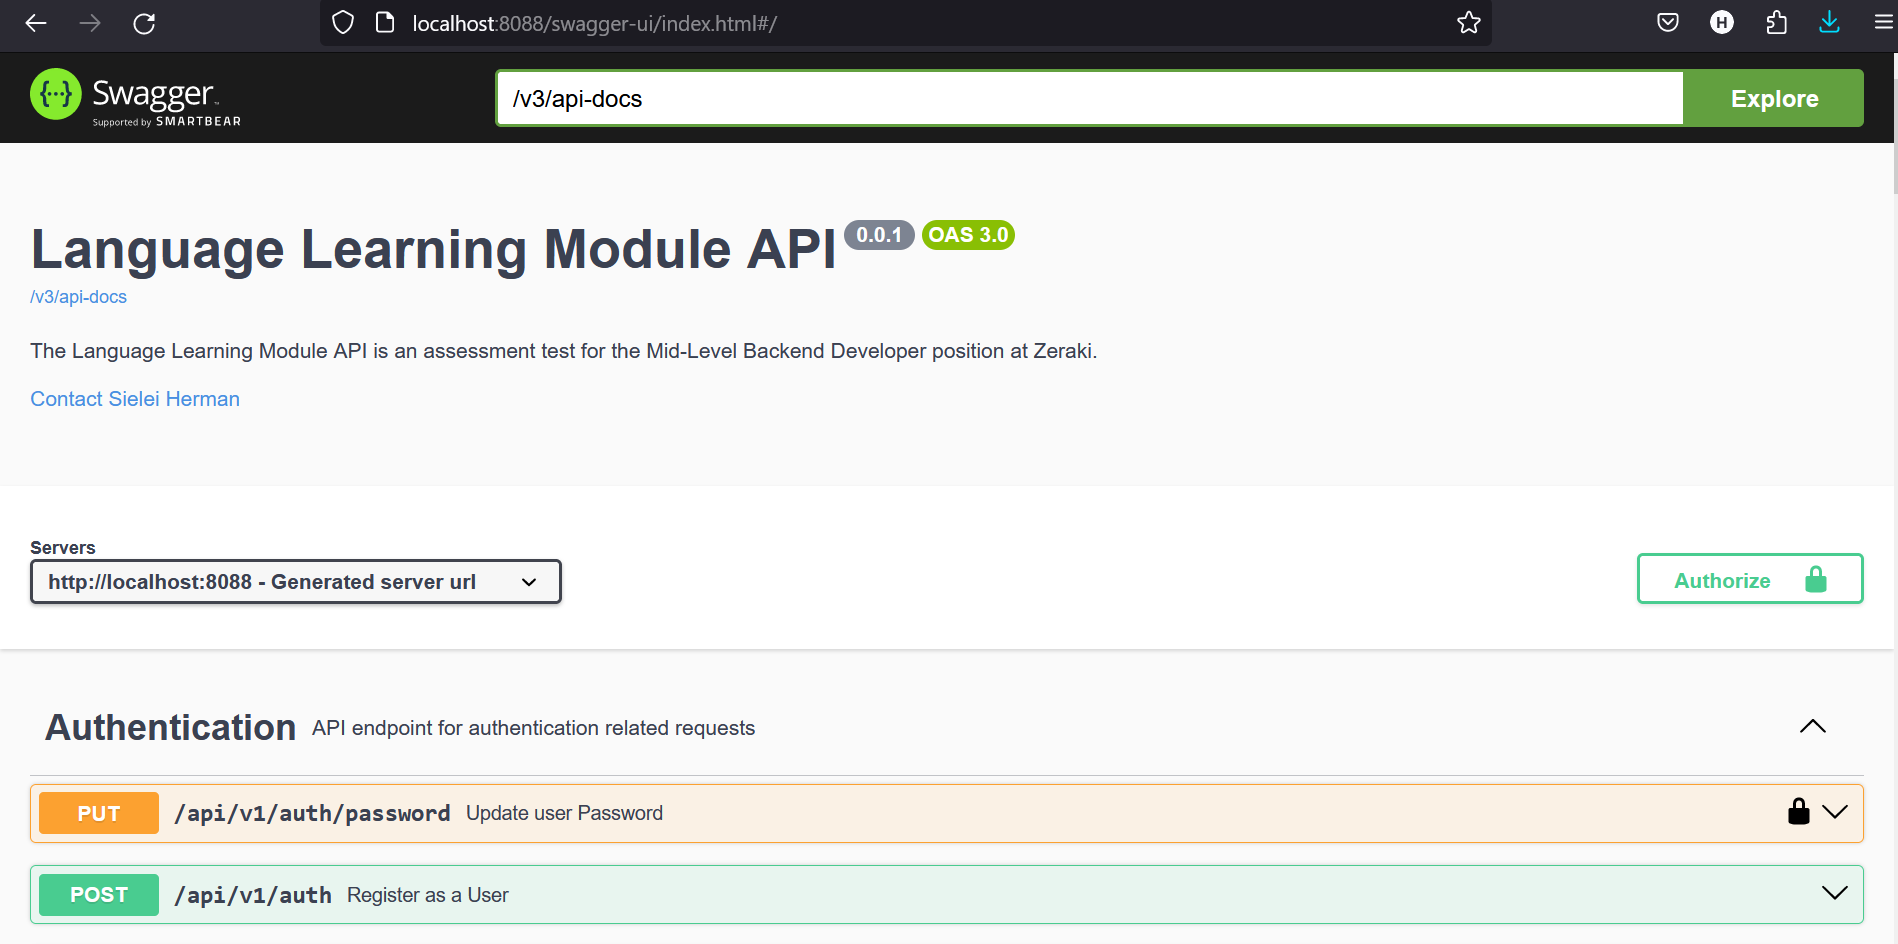 localhost:8088/swagger-ui/index.html#/
H
{···} Swagger™
Supported by SMARTBEAR
/v3/api-docs
Explore
Language Learning Module API 0.0.1 OAS 3.0
/v3/api-docs
The Language Learning Module API is an assessment test for the Mid-Level Backend Developer position at Zeraki.
Contact Sielei Herman
Servers
http://localhost:8088 - Generated server url
Authorize
Authentication API endpoint for authentication related requests
PUT /api/v1/auth/password Update user Password
POST /api/v1/auth Register as a User